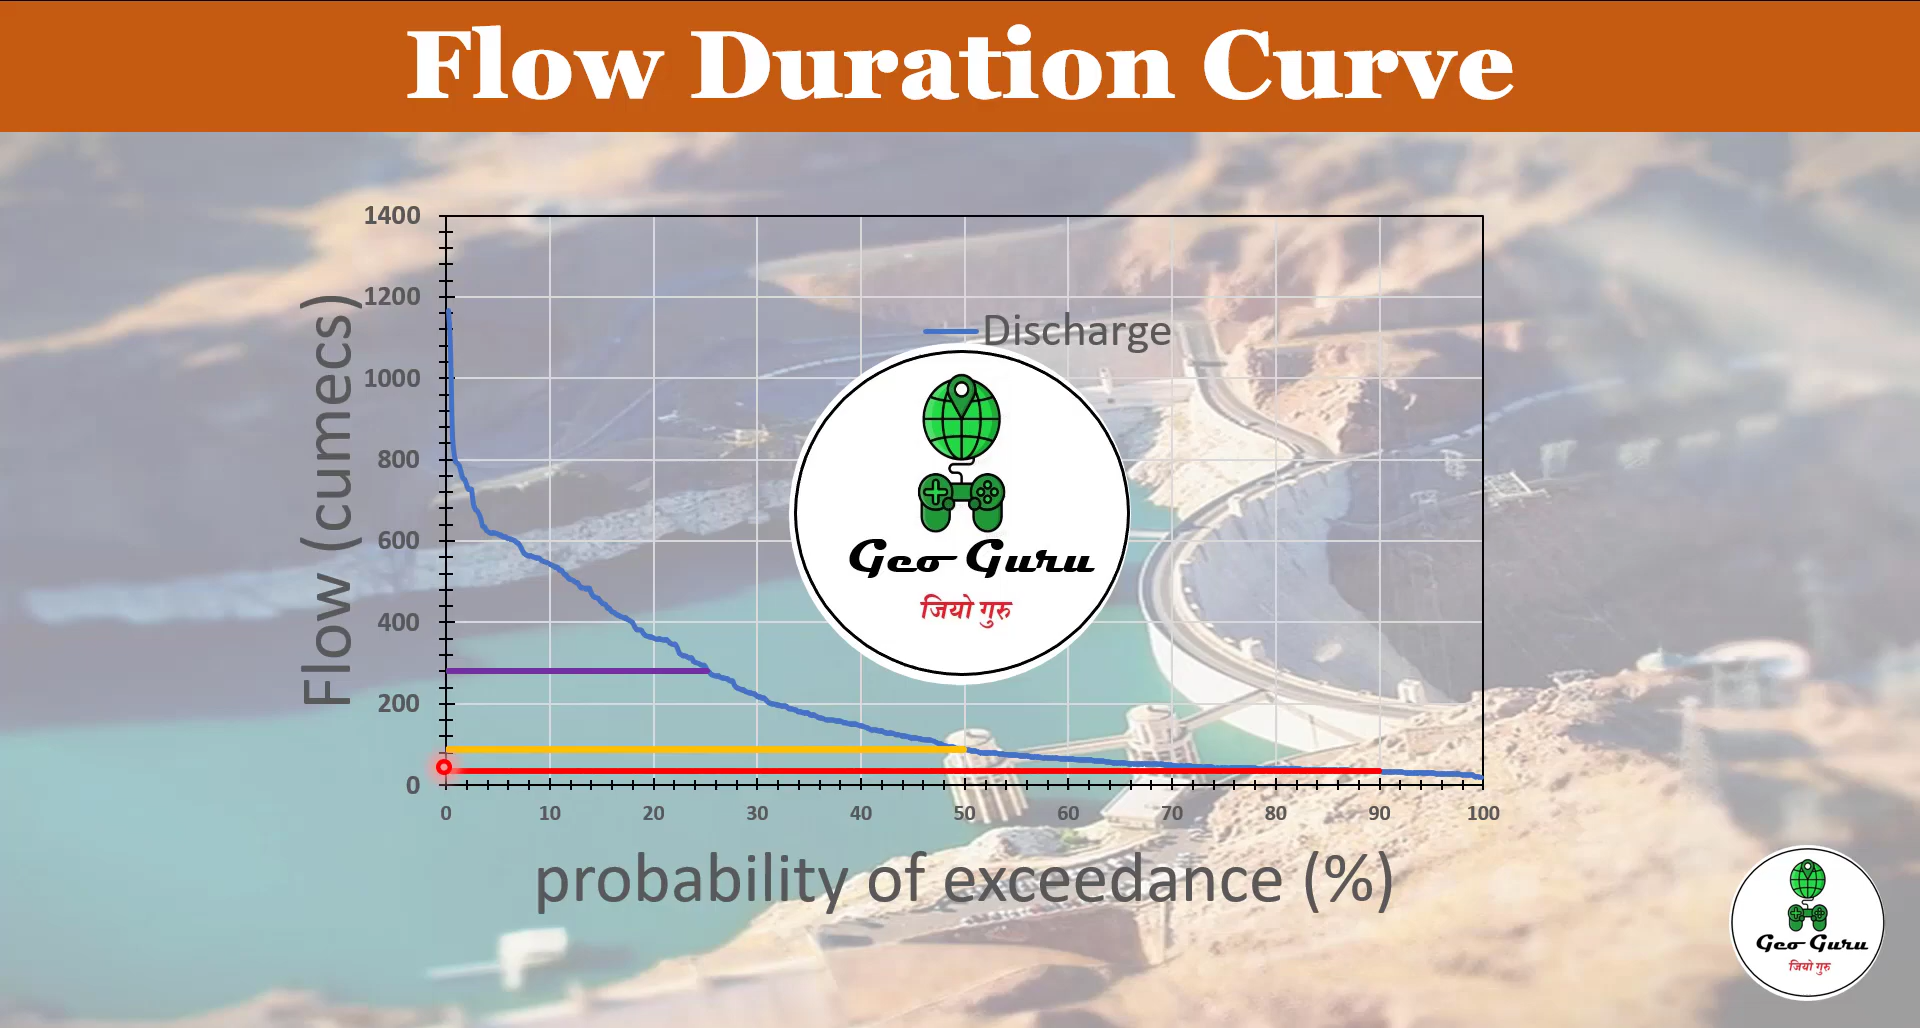 Flow Duration Curve
1400
1200
1000
800
600
400
200
0
Flow (cumecs)
Discharge
Geo Guru
जियो गुरु
0 10 20 30 40 50 60 70 80 90 100
probability of exceedance (%)
Geo Guru
जियो गुरु